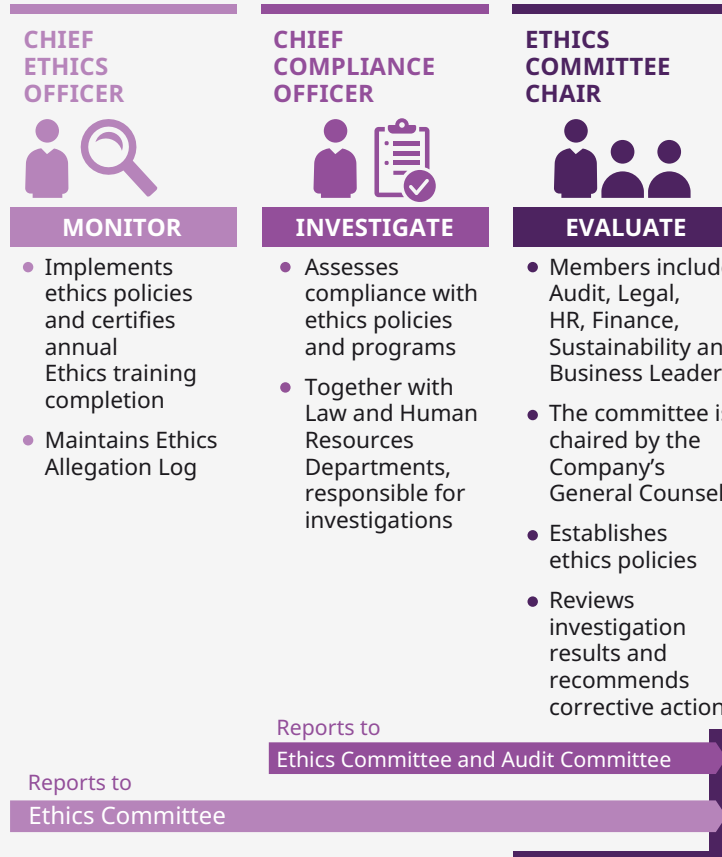 CHIEF
ETHICS
OFFICER
MONITOR
Implements
ethics policies
and certifies
annual
Ethics training
completion
Maintains Ethics
Allegation Log
CHIEF
COMPLIANCE
OFFICER
INVESTIGATE
Assesses
compliance with
ethics policies
and programs
Together with
Law and Human
Resources
Departments,
responsible for
investigations
ETHICS
COMMITTEE
CHAIR
EVALUATE
Members
Audit, Legal,
HR, Finance,
Sustainability
Business
The committee
chaired by the
Company's
General Counsel
Establishes
ethics policies
Reviews
investigation
results and
recommends
corrective
Reports to
Ethics Committee and Audit Committee
Reports to
Ethics Committee